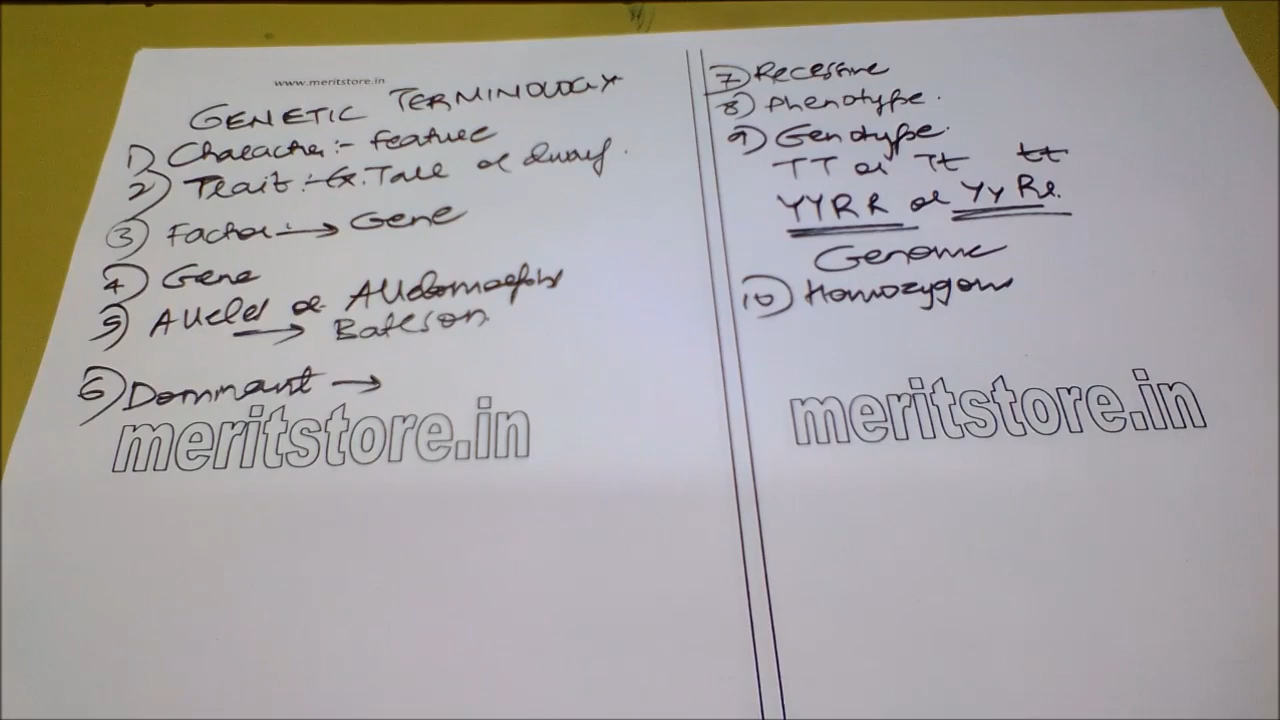 www.meritstore.in
GENETIC TERMINOLOGY
1) Character :- feature
2) Trait :- Ex. Tall or dwarf.
3) Factor :-> Gene
4) Gene
5) Alleles or Allelomorphs
-> Bateson
6) Dominant ->
meritstore.in
7) Recessive
8) Phenotype.
9) Genotype.
TT or Tt tt
YYRR or YyRr.
Genome
10) Homozygous
meritstore.in